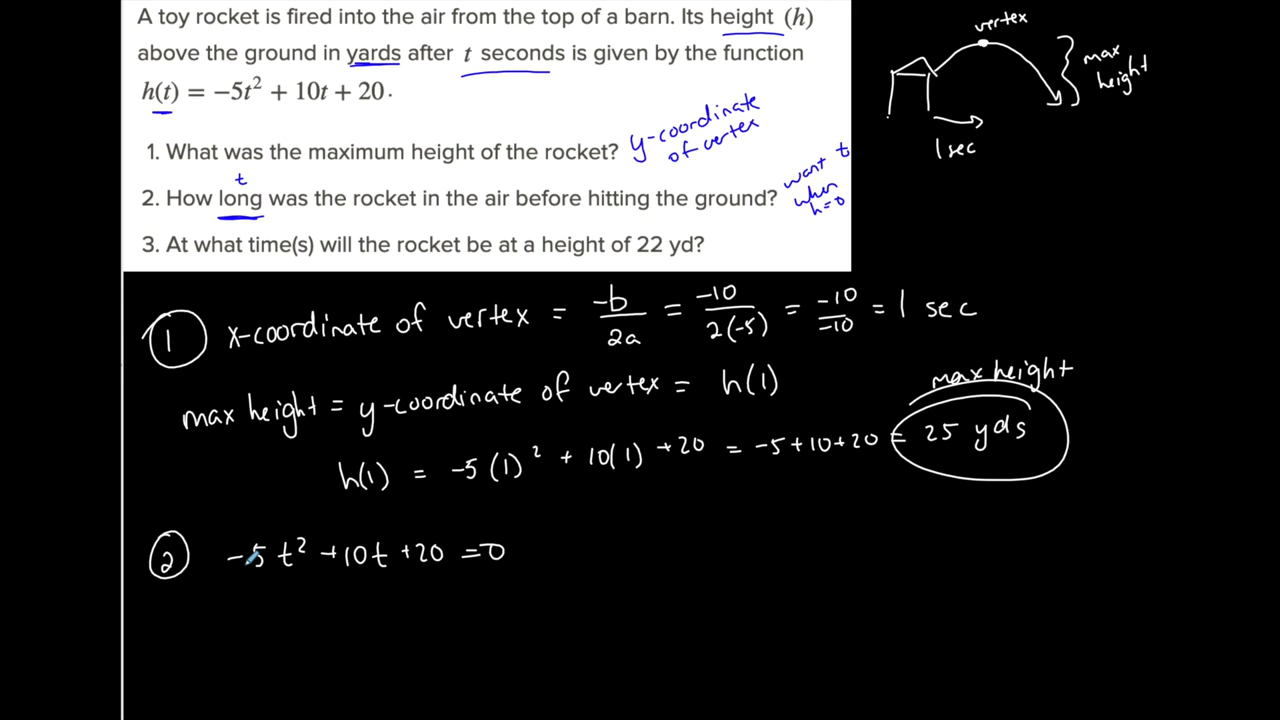 A toy rocket is fired into the air from the top of a barn. Its height (h)
above the ground in yards after t seconds is given by the function
h(t) = −5t² + 10t + 20.
1. What was the maximum height of the rocket?
y-coordinate
of vertex
t
2. How long was the rocket in the air before hitting the ground?
want t
when
h=0
3. At what time(s) will the rocket be at a height of 22 yd?
vertex
max
height
1 sec
1 x-coordinate of vertex = -b/2a = -10/2(-5) = -10/-10 = 1 sec
max height = y-coordinate of vertex = h(1)
max height
h(1) = -5(1)² + 10(1) +20 = -5+10+20 = 25 yds
2 -5t² +10t +20 =0